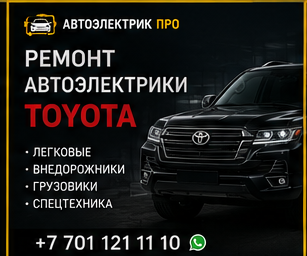 АВТОЭЛЕКТРИК ПРО
РЕМОНТ
АВТОЭЛЕКТРИКИ
TOYOTA
• ЛЕГКОВЫЕ
• ВНЕДОРОЖНИКИ
• ГРУЗОВИКИ
• СПЕЦТЕХНИКА
+7 701 121 11 10